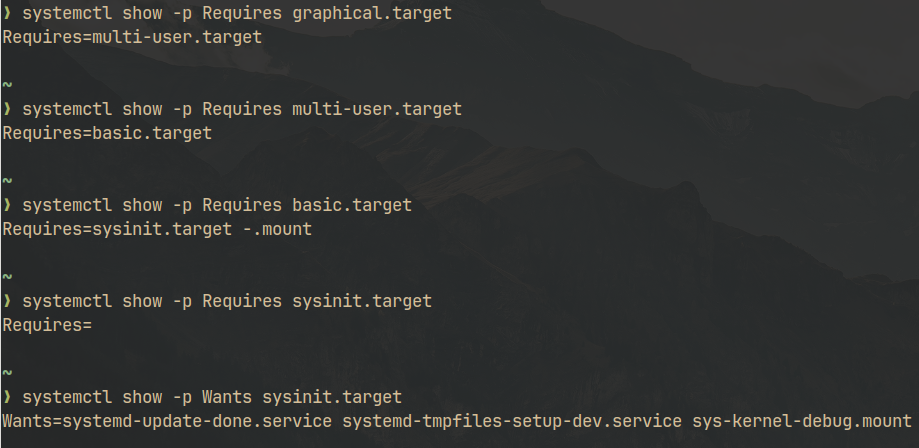 ❯ systemctl show -p Requires graphical.target
Requires=multi-user.target
~
❯ systemctl show -p Requires multi-user.target
Requires=basic.target
~
❯ systemctl show -p Requires basic.target
Requires=sysinit.target -.mount
~
❯ systemctl show -p Requires sysinit.target
Requires=
~
❯ systemctl show -p Wants sysinit.target
Wants=systemd-update-done.service systemd-tmpfiles-setup-dev.service sys-kernel-debug.mount